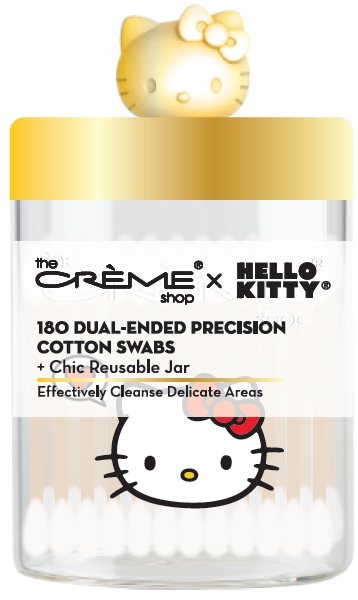 the
CRÈME®
shop
x
HELLO
KITTY®
180 DUAL-ENDED PRECISION
COTTON SWABS
+ Chic Reusable Jar
Effectively Cleanse Delicate Areas